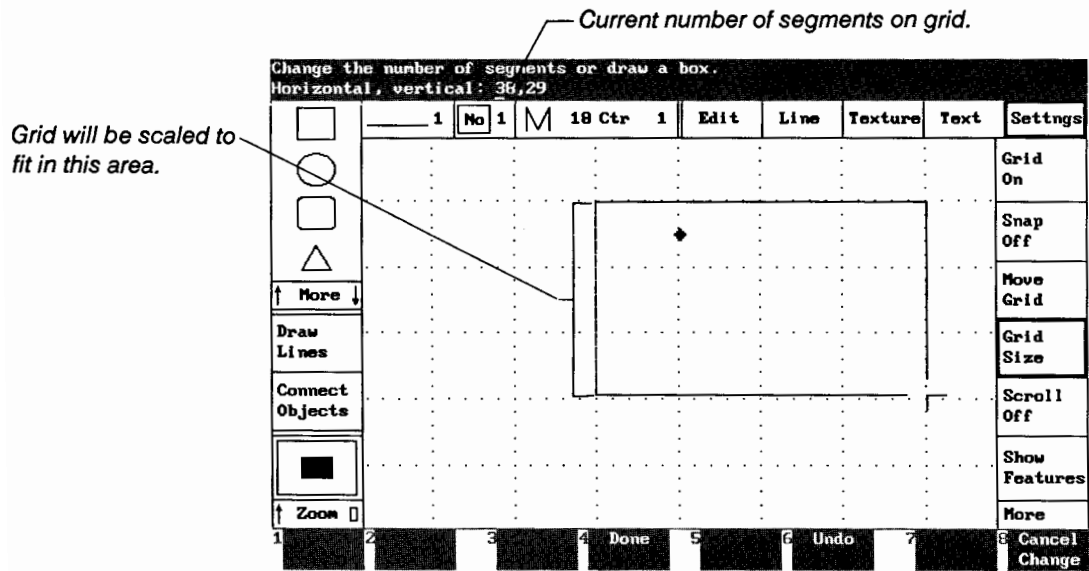 Current number of segments on grid.
Change the number of segments or draw a box.
Horizontal, vertical: 38,29
1 No 1 18 Ctr 1 Edit Line Texture Text Settngs
Grid will be scaled to
fit in this area.
Grid
On
Snap
Off
Move
Grid
↑ More ↓
Grid
Size
Draw
Lines
Connect
Objects
Scroll
Off
Show
Features
↑ Zoom
More
1 2 3 4 Done 5 6 Undo 7 8 Cancel
Change